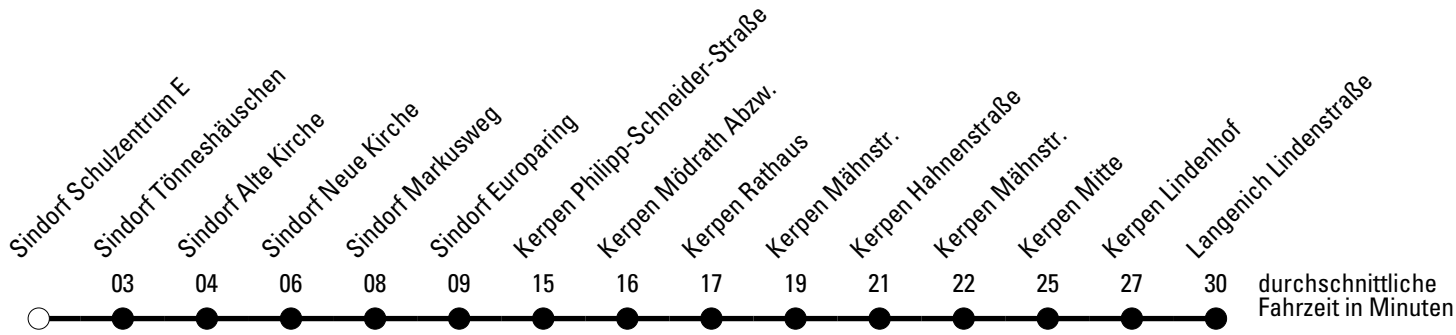 Sindorf Schulzentrum E
Sindorf Tönneshäuschen
Sindorf Alte Kirche
Sindorf Neue Kirche
Sindorf Markusweg
Sindorf Europaring
Kerpen Philipp-Schneider-Straße
Kerpen Mödrath Abzw.
Kerpen Rathaus
Kerpen Mähnstr.
Kerpen Hahnenstraße
Kerpen Mähnstr.
Kerpen Mitte
Kerpen Lindenhof
Langenich Lindenstraße
03 04 06 08 09 15 16 17 19 21 22 25 27 30
durchschnittliche
Fahrzeit in Minuten